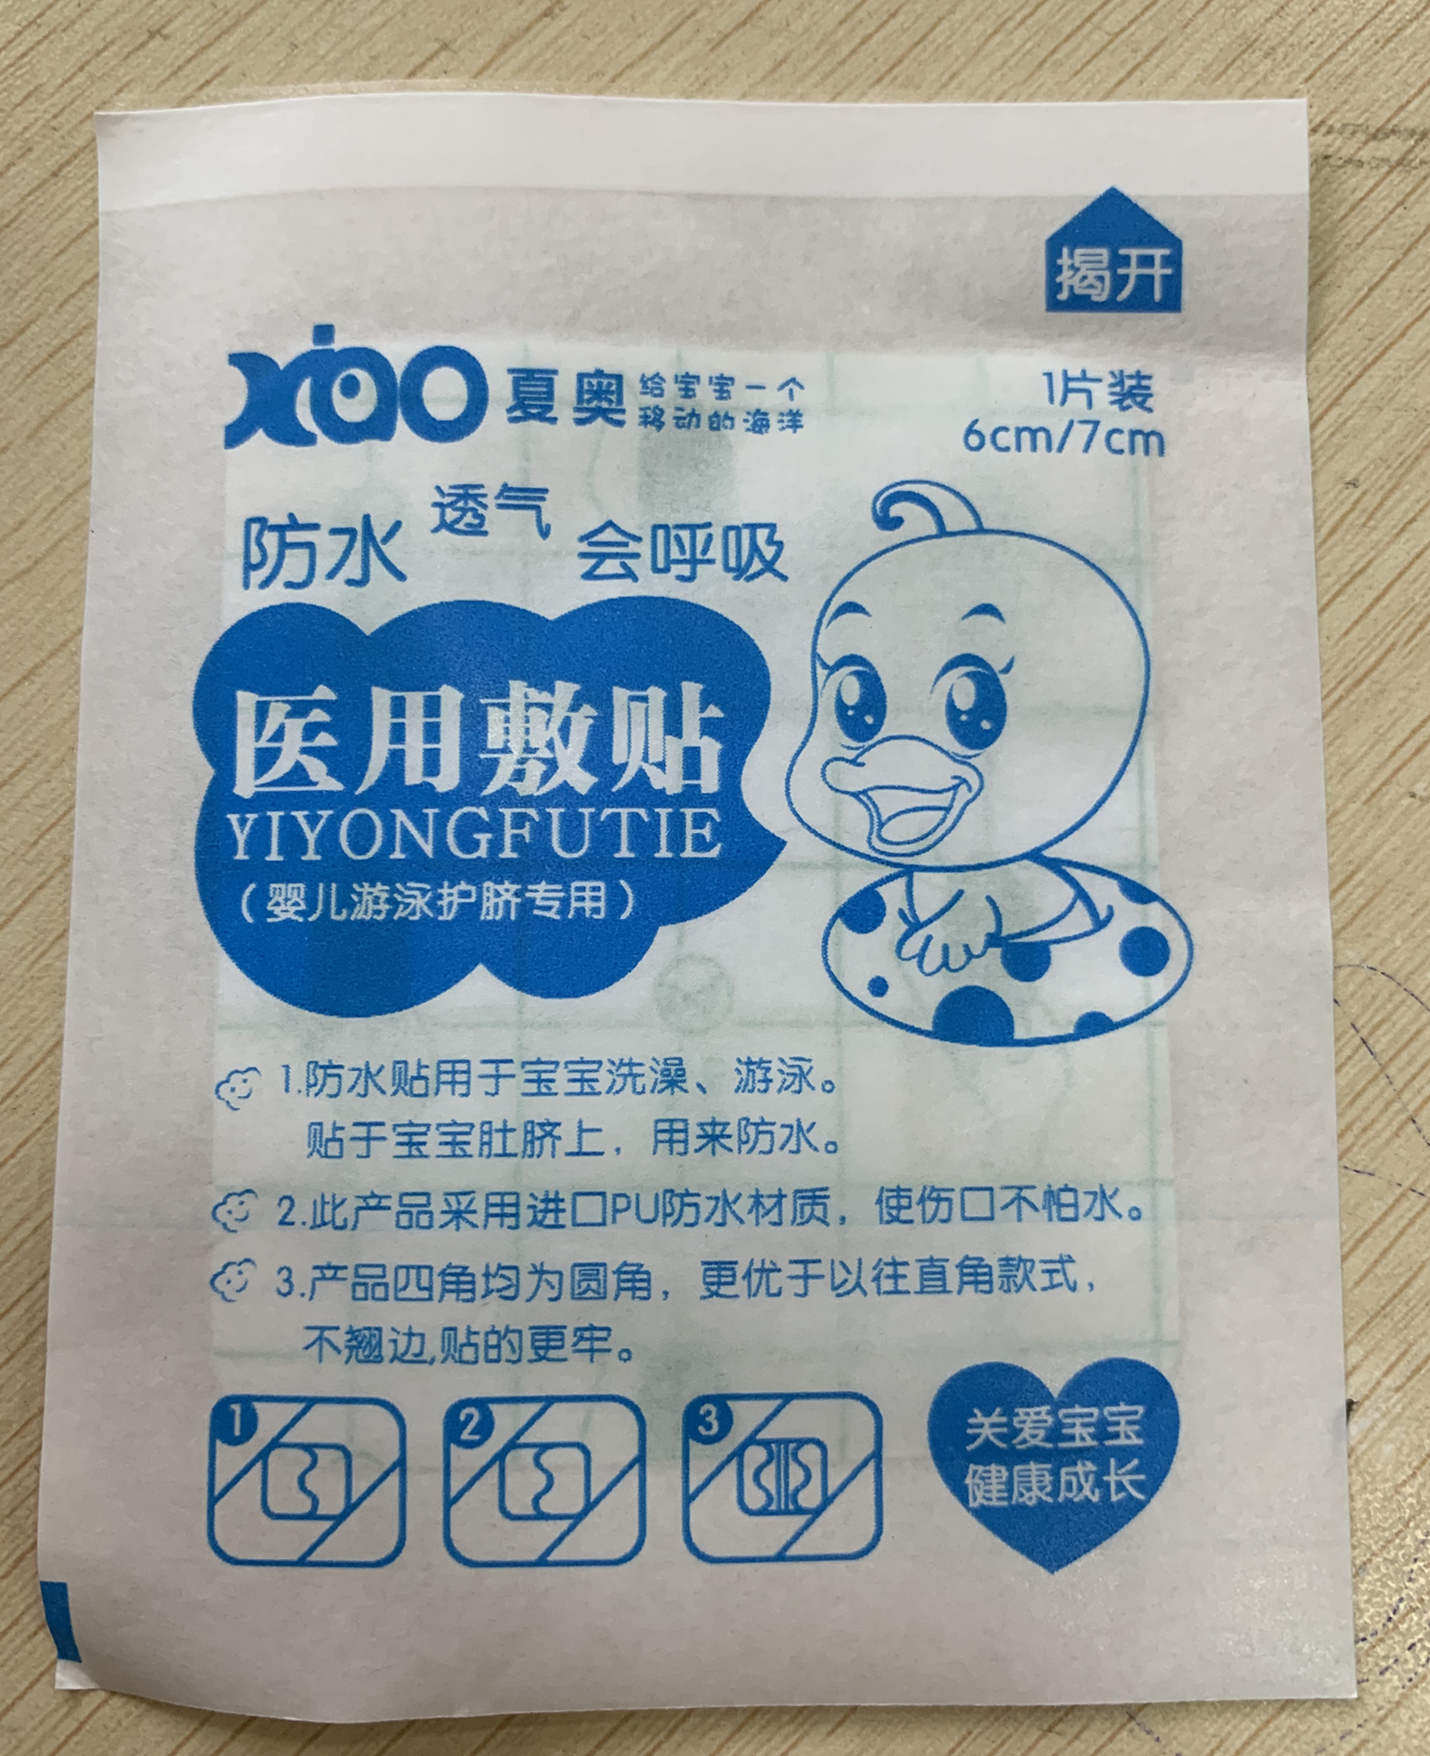 揭开
xiao 夏奥 给宝宝一个
移动的海洋
1片装
6cm/7cm
防水 透气 会呼吸
医用敷贴
YIYONGFUTIE
（婴儿游泳护脐专用）
1.防水贴用于宝宝洗澡、游泳。
贴于宝宝肚脐上，用来防水。
2.此产品采用进口PU防水材质，使伤口不怕水。
3.产品四角均为圆角，更优于以往直角款式，
不翘边,贴的更牢。
1 2 3
关爱宝宝
健康成长